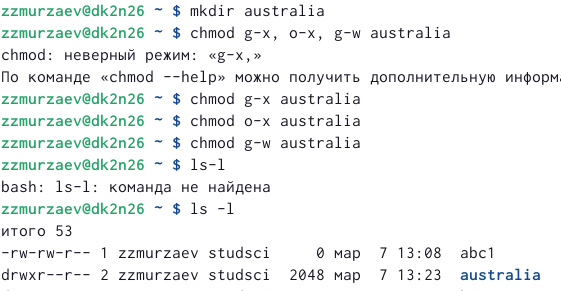 zzmurzaev@dk2n26 ~ $ mkdir australia
zzmurzaev@dk2n26 ~ $ chmod g-x, o-x, g-w australia
chmod: неверный режим: «g-x,»
По команде «chmod --help» можно получить дополнительную
zzmurzaev@dk2n26 ~ $ chmod g-x australia
zzmurzaev@dk2n26 ~ $ chmod o-x australia
zzmurzaev@dk2n26 ~ $ chmod g-w australia
zzmurzaev@dk2n26 ~ $ ls-l
bash: ls-l: команда не найдена
zzmurzaev@dk2n26 ~ $ ls -l
итого 53
-rw-rw-r-- 1 zzmurzaev studsci 0 мар 7 13:08 abc1
drwxr--r-- 2 zzmurzaev studsci 2048 мар 7 13:23 australia